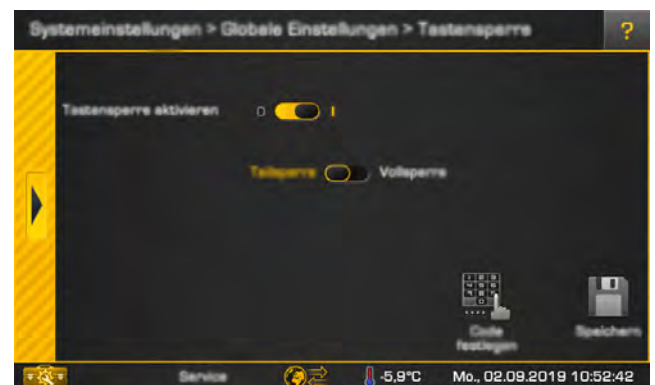 Systemeinstellungen > Globale Einstellungen > Tastensperre ?
Tastensperre aktivieren 0 I
Teilsperre Vollsperre
Code
festlegen
Speichern
Service -5,9°C Mo., 02.09.2019 10:52:42